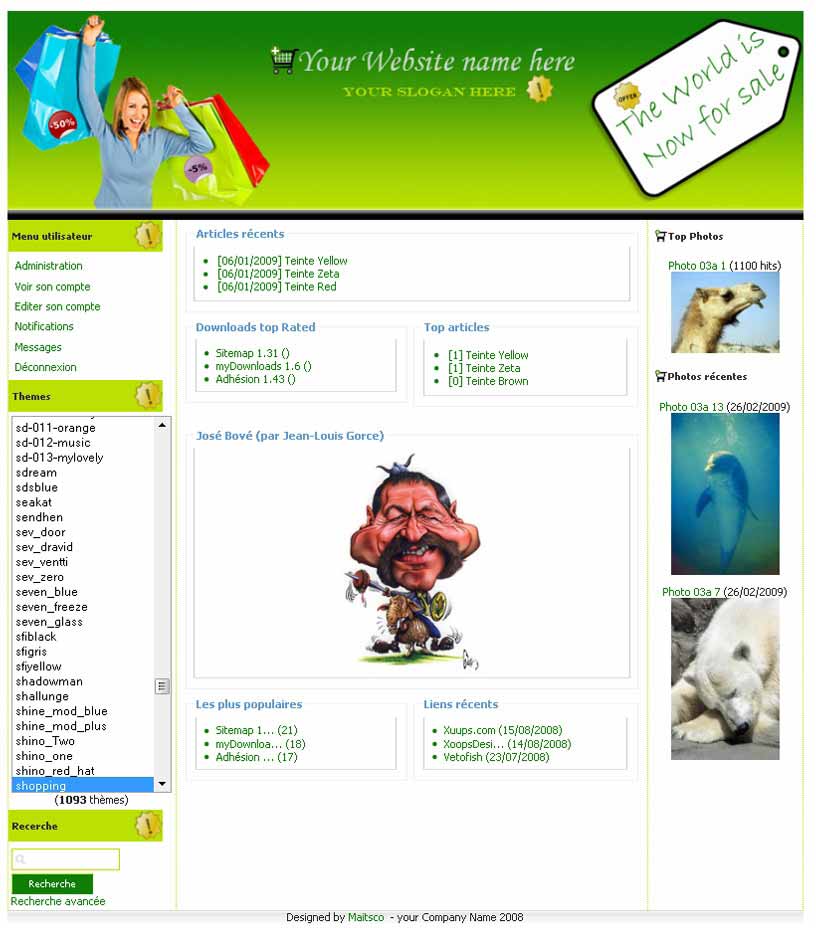 Your Website name here
YOUR SLOGAN HERE
-50%
-5%
OFFER
The World is
Now for sale
Menu utilisateur
Administration
Voir son compte
Editer son compte
Notifications
Messages
Déconnexion
Themes
sd-011-orange
sd-012-music
sd-013-mylovely
sdream
sdsblue
seakat
sendhen
sev_door
sev_dravid
sev_ventti
sev_zero
seven_blue
seven_freeze
seven_glass
sfiblack
sfigris
sfiyellow
shadowman
shallunge
shine_mod_blue
shine_mod_plus
shino_Two
shino_one
shino_red_hat
shopping
(1093 thèmes)
Recerche
Recherche
Recherche avancée
Articles récents
[06/01/2009] Teinte Yellow
[06/01/2009] Teinte Zeta
[06/01/2009] Teinte Red
Downloads top Rated
Sitemap 1.31 ()
myDownloads 1.6 ()
Adhésion 1.43 ()
Top articles
[1] Teinte Yellow
[1] Teinte Zeta
[0] Teinte Brown
José Bové (par Jean-Louis Gorce)
Les plus populaires
Sitemap 1... (21)
myDownloa... (18)
Adhésion ... (17)
Liens récents
Xuups.com (15/08/2008)
XoopsDesi... (14/08/2008)
Vetofish (23/07/2008)
Top Photos
Photo 03a 1 (1100 hits)
Photos récentes
Photo 03a 13 (26/02/2009)
Photo 03a 7 (26/02/2009)
Designed by Maitsco - your Company Name 2008